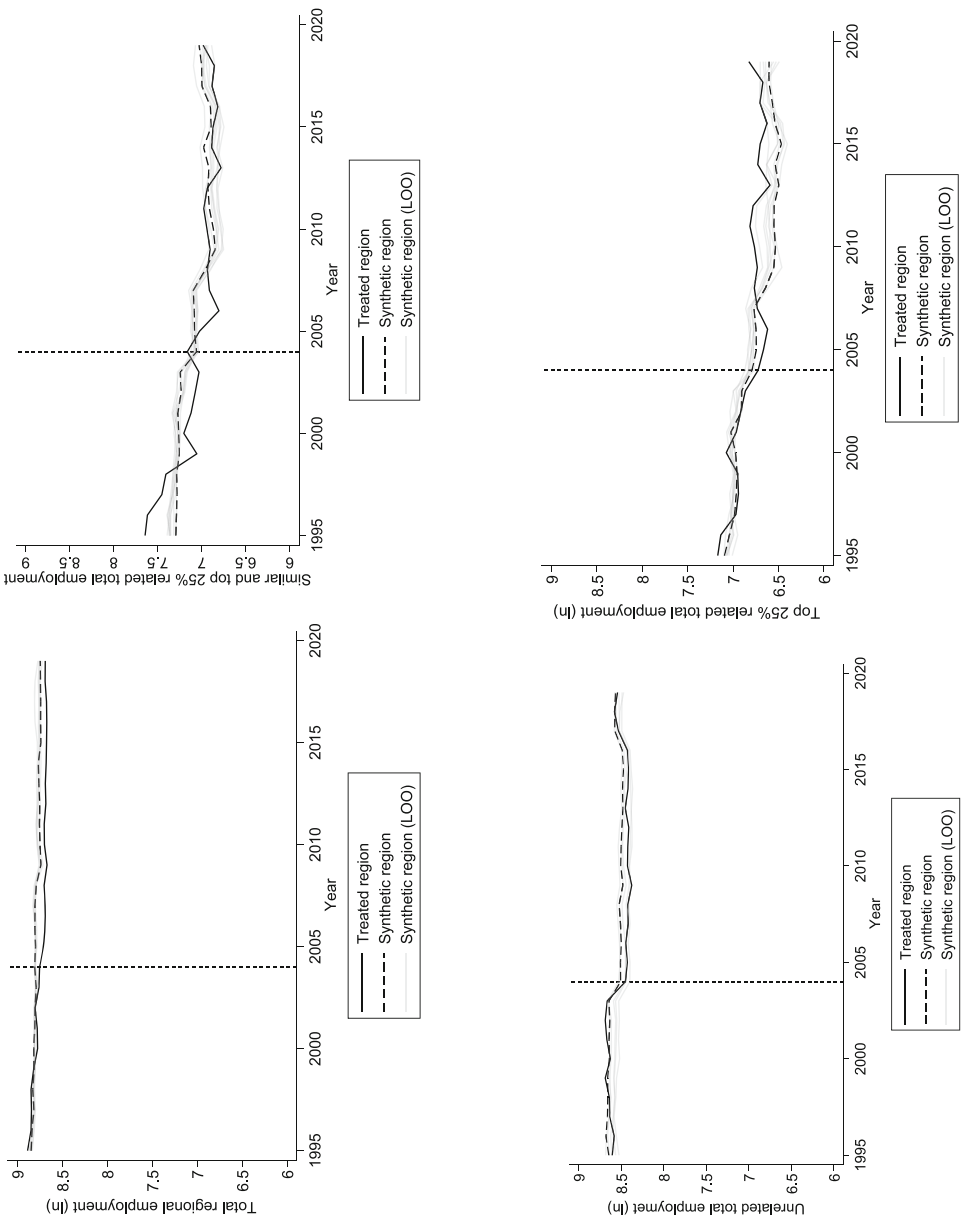 Total regional employment (ln)
9
8.5
8
7.5
7
6.5
6
1995
2000
2005
2010
2015
2020
Year
Treated region
Synthetic region
Synthetic region (LOO)
Similar and top 25% related total employment
9
8.5
8
7.5
7
6.5
6
1995
2000
2005
2010
2015
2020
Year
Treated region
Synthetic region
Synthetic region (LOO)
Unrelated total employment (ln)
9
8.5
8
7.5
7
6.5
6
1995
2000
2005
2010
2015
2020
Year
Treated region
Synthetic region
Synthetic region (LOO)
Top 25% related total employment (ln)
9
8.5
8
7.5
7
6.5
6
1995
2000
2005
2010
2015
2020
Year
Treated region
Synthetic region
Synthetic region (LOO)